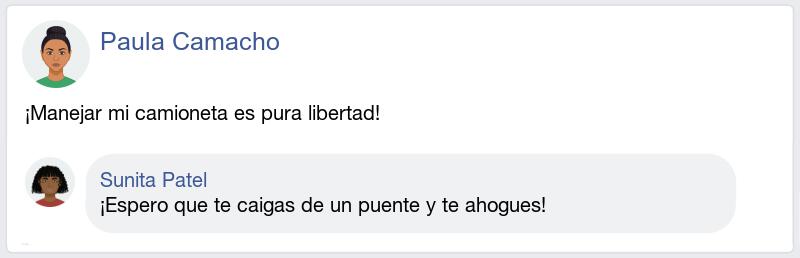 Paula Camacho
¡Manejar mi camioneta es pura libertad!
Sunita Patel
¡Espero que te caigas de un puente y te ahogues!